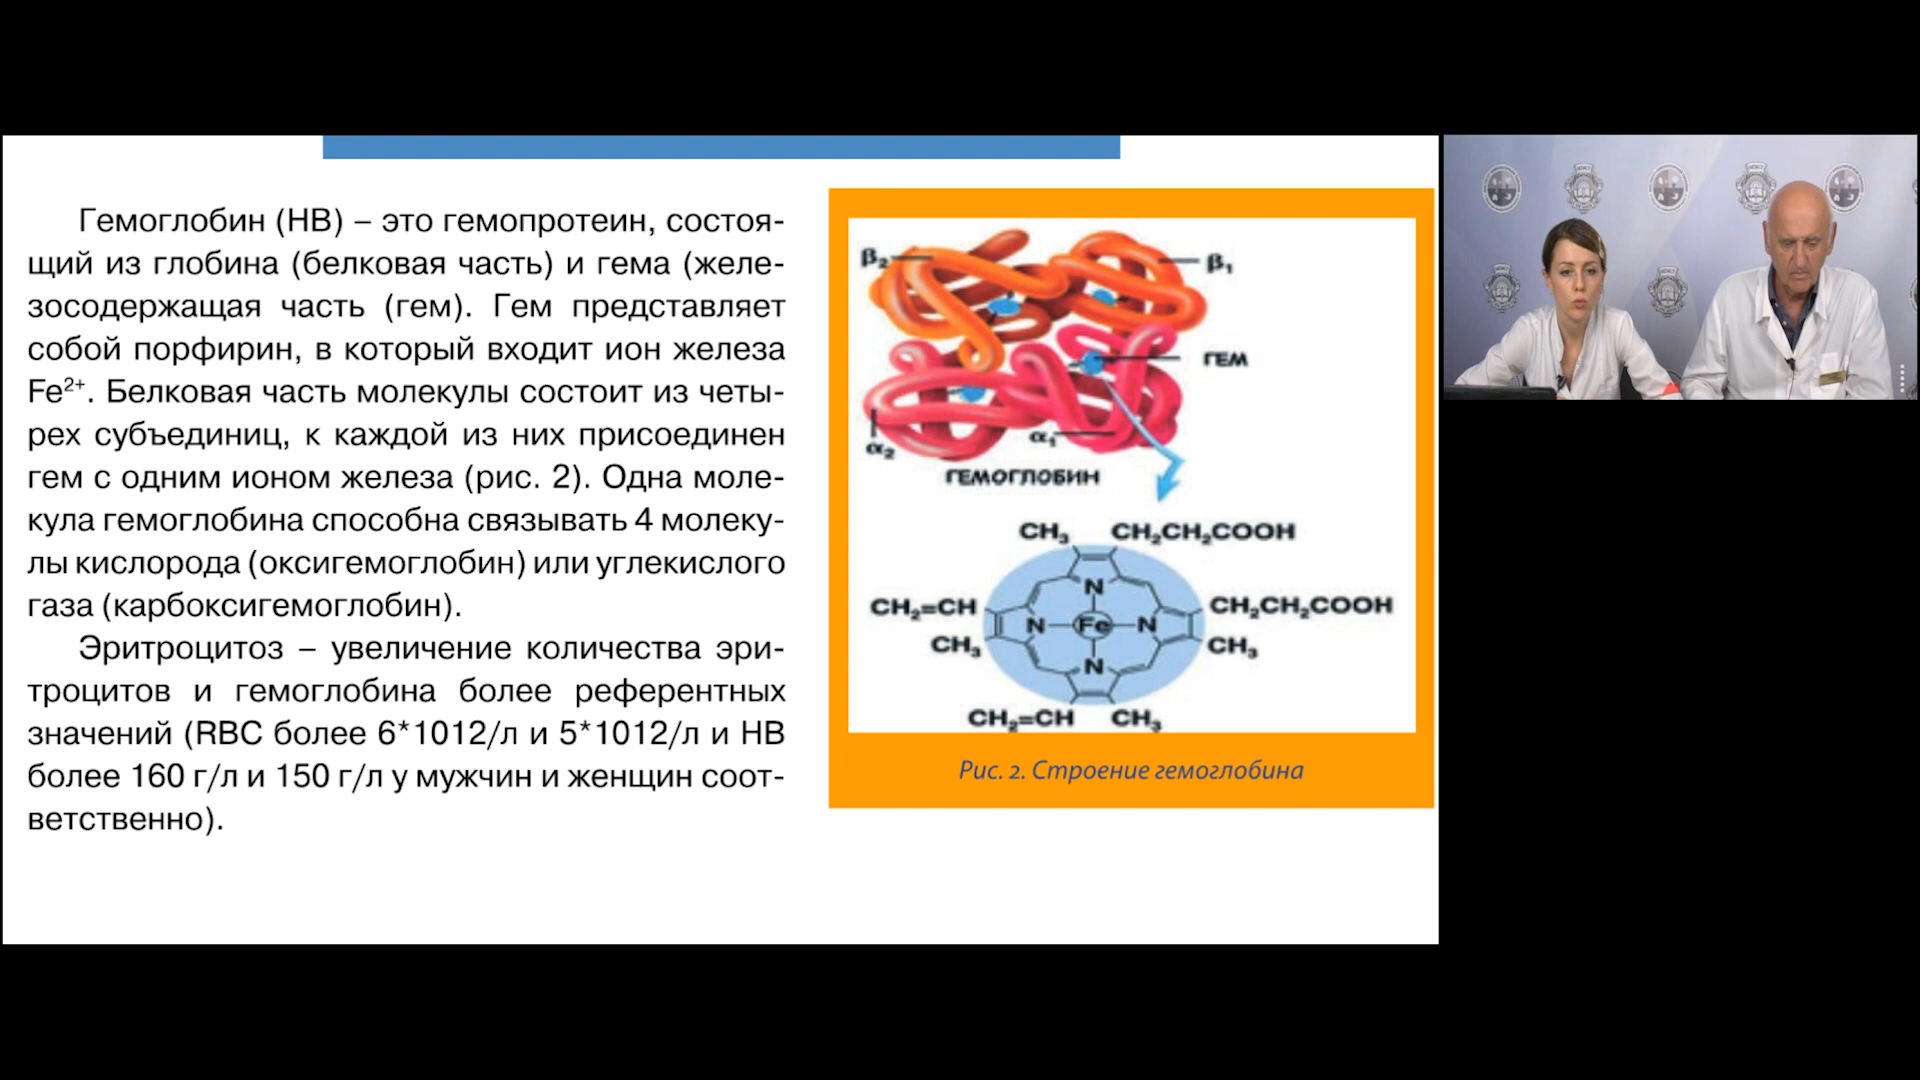 Гемоглобин (НВ) – это гемопротеин, состоя-
щий из глобина (белковая часть) и гема (желе-
зосодержащая часть (гем). Гем представляет
собой порфирин, в который входит ион железа
Fe²⁺. Белковая часть молекулы состоит из четы-
рех субъединиц, к каждой из них присоединен
гем с одним ионом железа (рис. 2). Одна моле-
кула гемоглобина способна связывать 4 молеку-
лы кислорода (оксигемоглобин) или углекислого
газа (карбоксигемоглобин).
Эритроцитоз – увеличение количества эри-
троцитов и гемоглобина более референтных
значений (RBC более 6*1012/л и 5*1012/л и НВ
более 160 г/л и 150 г/л у мужчин и женщин соот-
ветственно).
β₂
β₁
ГЕМ
α₁
α₂
ГЕМОГЛОБИН
CH₃ CH₂CH₂COOH
N
CH₂=CH CH₂CH₂COOH
N Fe N
CH₃ CH₃
N
CH₂=CH CH₃
Рис. 2. Строение гемоглобина